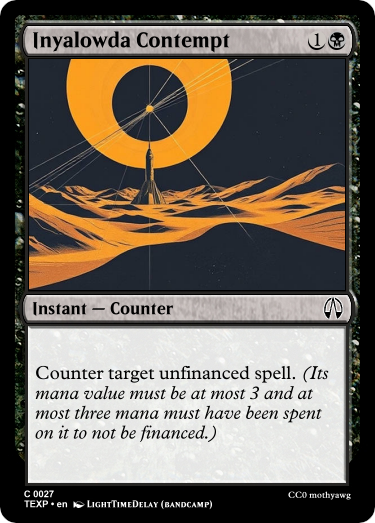 Inyalowda Contempt 1
Instant — Counter
Counter target unfinanced spell. (Its
mana value must be at most 3 and at
most three mana must have been spent
on it to not be financed.)
C 0027
TEXP • en LightTimeDelay (bandcamp)
CC0 mothyawg